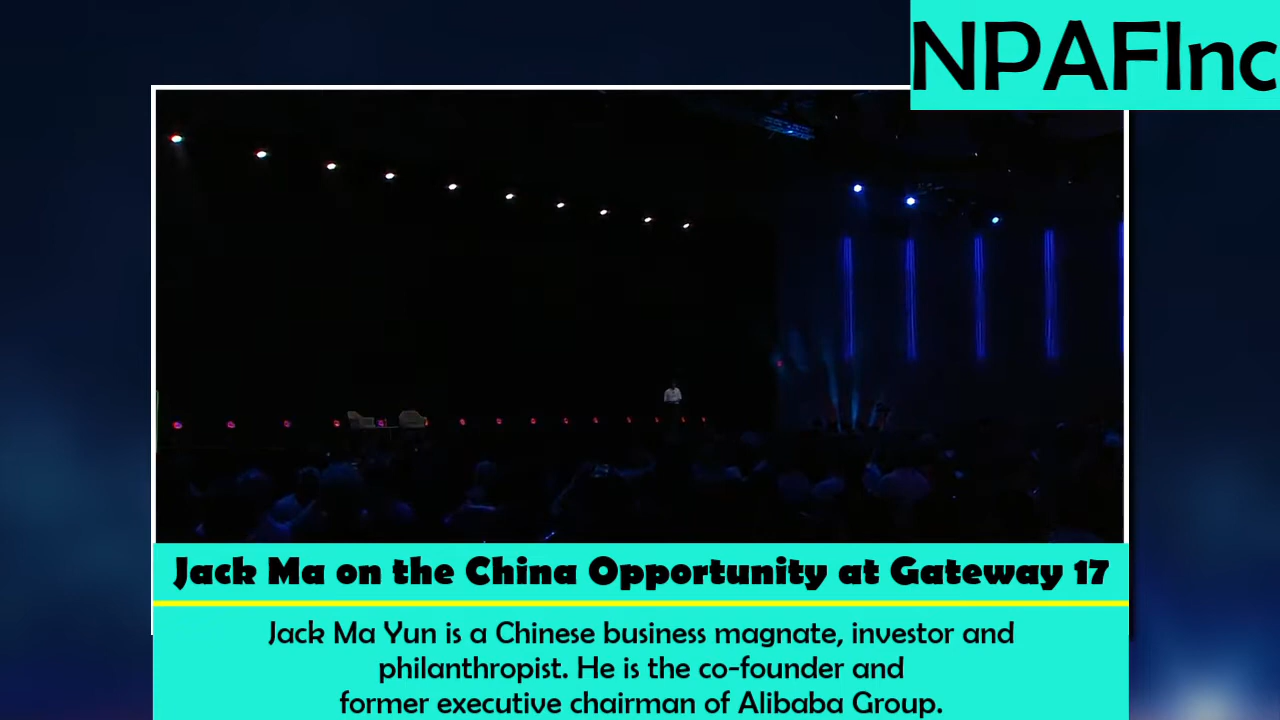 NPAFInc
Jack Ma on the China Opportunity at Gateway 17
Jack Ma Yun is a Chinese business magnate, investor and
philanthropist. He is the co-founder and
former executive chairman of Alibaba Group.